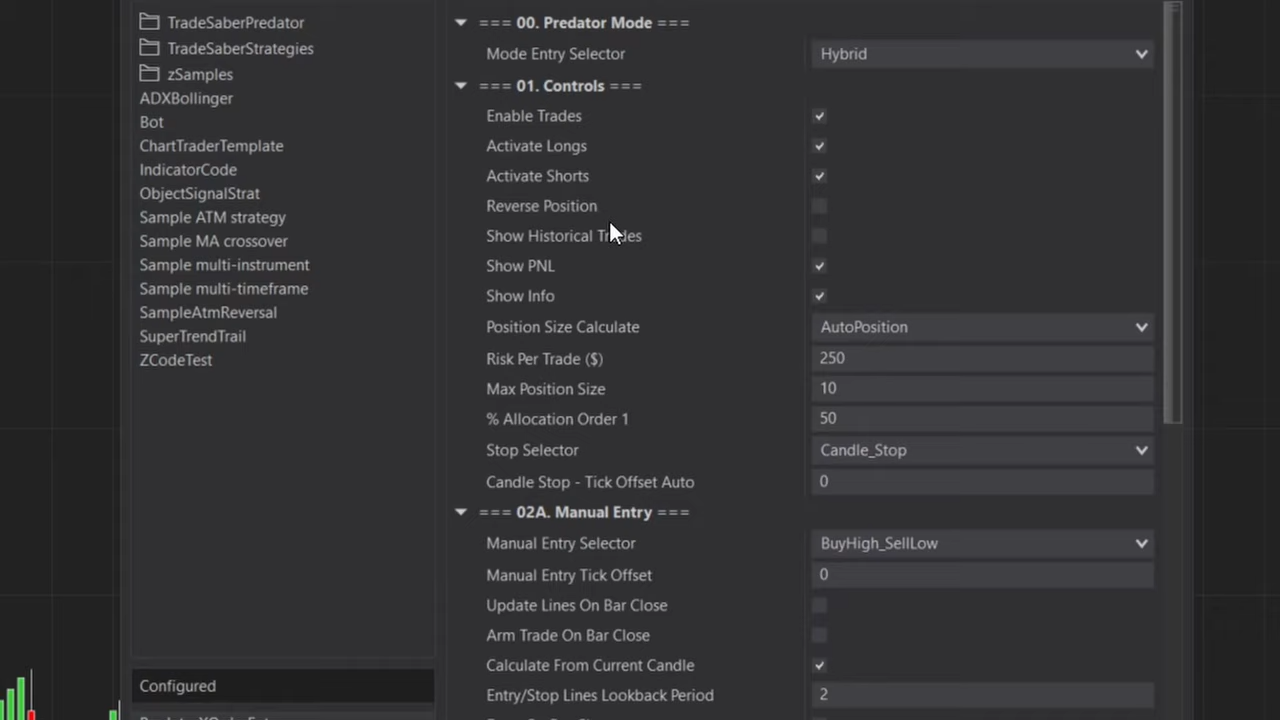 TradeSaberPredator
TradeSaberStrategies
zSamples
ADXBollinger
Bot
ChartTraderTemplate
IndicatorCode
ObjectSignalStrat
Sample ATM strategy
Sample MA crossover
Sample multi-instrument
Sample multi-timeframe
SampleAtmReversal
SuperTrendTrail
ZCodeTest
Configured
=== 00. Predator Mode ===
Mode Entry Selector Hybrid
=== 01. Controls ===
Enable Trades
Activate Longs
Activate Shorts
Reverse Position
Show Historical Trades
Show PNL
Show Info
Position Size Calculate AutoPosition
Risk Per Trade ($) 250
Max Position Size 10
% Allocation Order 1 50
Stop Selector Candle_Stop
Candle Stop - Tick Offset Auto 0
=== 02A. Manual Entry ===
Manual Entry Selector BuyHigh_SellLow
Manual Entry Tick Offset 0
Update Lines On Bar Close
Arm Trade On Bar Close
Calculate From Current Candle
Entry/Stop Lines Lookback Period 2